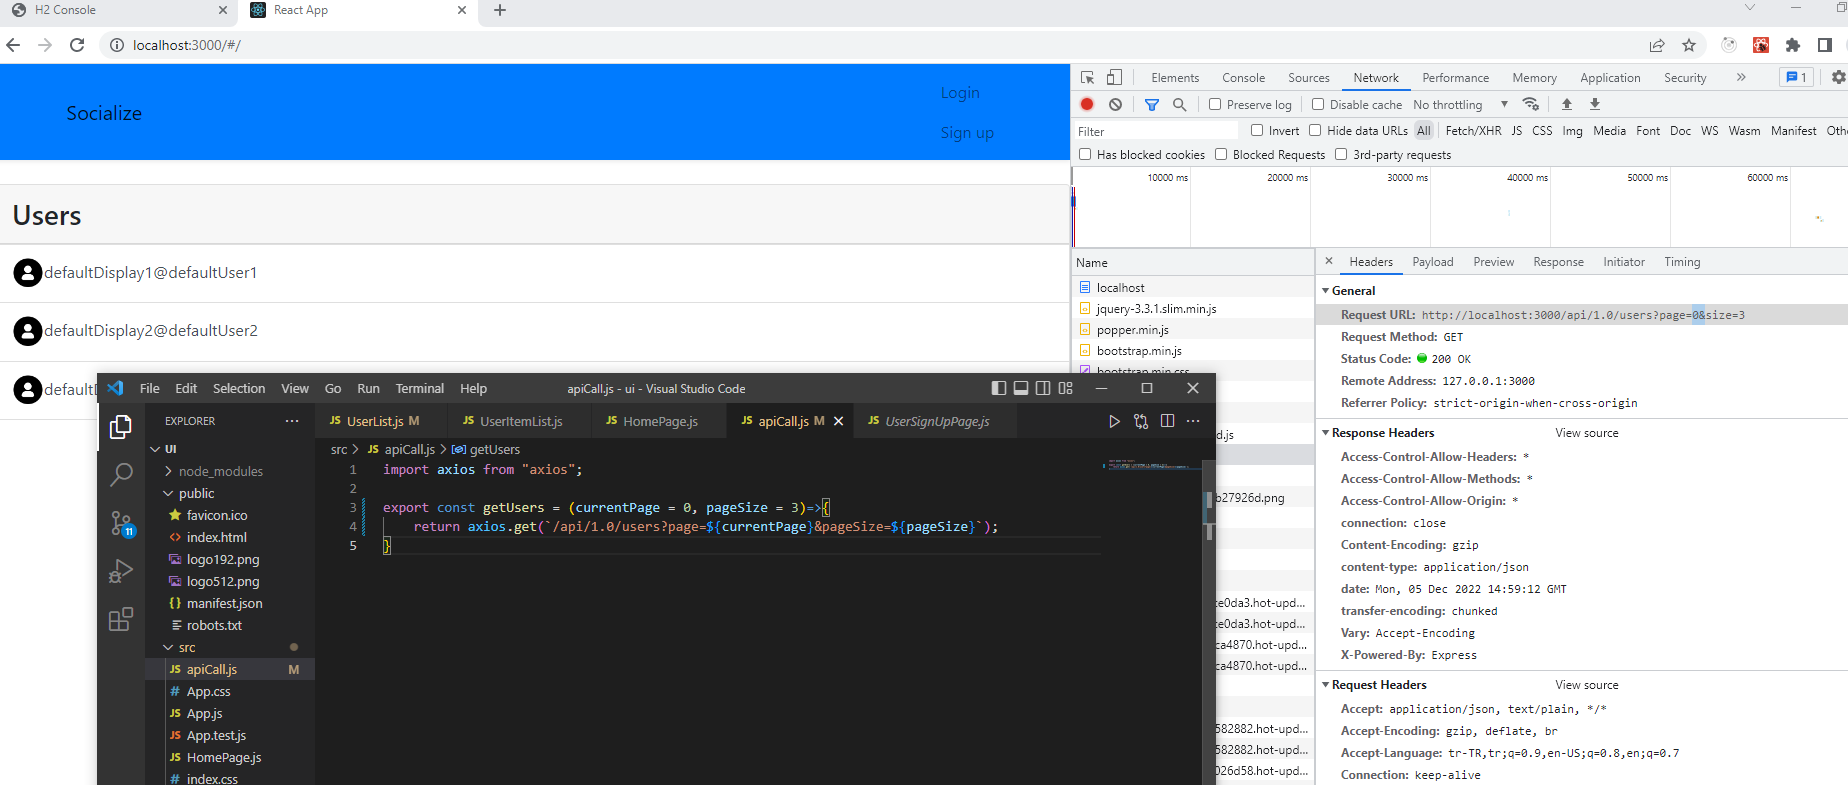 H2 Console
React App
localhost:3000/#/
Socialize
Login
Sign up
Users
defaultDisplay1@defaultUser1
defaultDisplay2@defaultUser2
Elements Console Sources Network Performance Memory Application Security » 1
Preserve log Disable cache No throttling
Filter Invert Hide data URLs All Fetch/XHR JS CSS Img Media Font Doc WS Wasm Manifest
Has blocked cookies Blocked Requests 3rd-party requests
10000 ms 20000 ms 30000 ms 40000 ms 50000 ms 60000 ms
Name
localhost
jquery-3.3.1.slim.min.js
popper.min.js
bootstrap.min.js
bootstrap.min.css
d.js
b27926d.png
ce0da3.hot-upd...
ce0da3.hot-upd...
ca4870.hot-upd...
ca4870.hot-upd...
582882.hot-upd...
582882.hot-upd...
026d58.hot-upd...
× Headers Payload Preview Response Initiator Timing
General
Request URL: http://localhost:3000/api/1.0/users?page=0&size=3
Request Method: GET
Status Code: 200 OK
Remote Address: 127.0.0.1:3000
Referrer Policy: strict-origin-when-cross-origin
Response Headers View source
Access-Control-Allow-Headers: *
Access-Control-Allow-Methods: *
Access-Control-Allow-Origin: *
connection: close
Content-Encoding: gzip
content-type: application/json
date: Mon, 05 Dec 2022 14:59:12 GMT
transfer-encoding: chunked
Vary: Accept-Encoding
X-Powered-By: Express
Request Headers View source
Accept: application/json, text/plain, */*
Accept-Encoding: gzip, deflate, br
Accept-Language: tr-TR,tr;q=0.9,en-US;q=0.8,en;q=0.7
Connection: keep-alive
File Edit Selection View Go Run Terminal Help apiCall.js - ui - Visual Studio Code
EXPLORER ...
UI
node_modules
public
favicon.ico
index.html
logo192.png
logo512.png
manifest.json
robots.txt
src
JS apiCall.js M
# App.css
JS App.js
JS App.test.js
JS HomePage.js
# index.css
11
JS UserList.js M JS UserItemList.js JS HomePage.js JS apiCall.js M JS UserSignUpPage.js
src > JS apiCall.js > getUsers
1 import axios from "axios";
2
3 export const getUsers = (currentPage = 0, pageSize = 3)=>{
4 return axios.get(`/api/1.0/users?page=${currentPage}&pageSize=${pageSize}`);
5 }